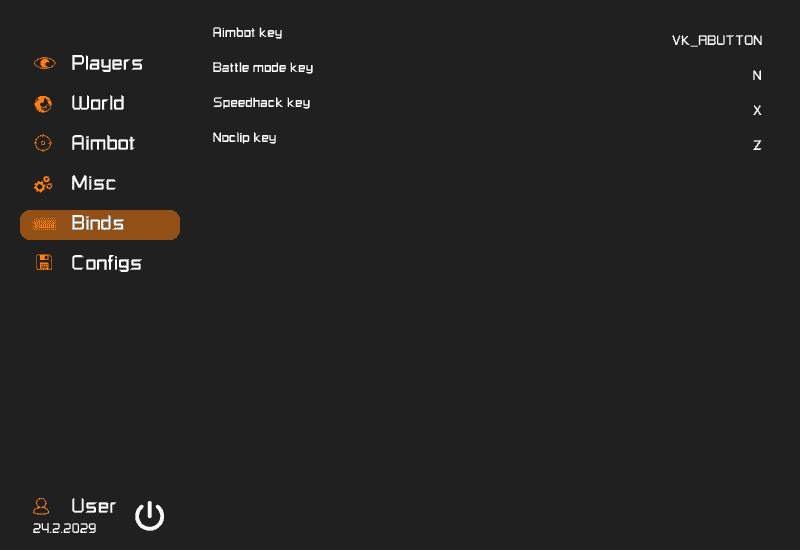 Players
World
Aimbot
Misc
Binds
Configs
Aimbot key
VK_RBUTTON
Battle mode key
N
Speedhack key
X
Noclip key
Z
User
24.2.2029